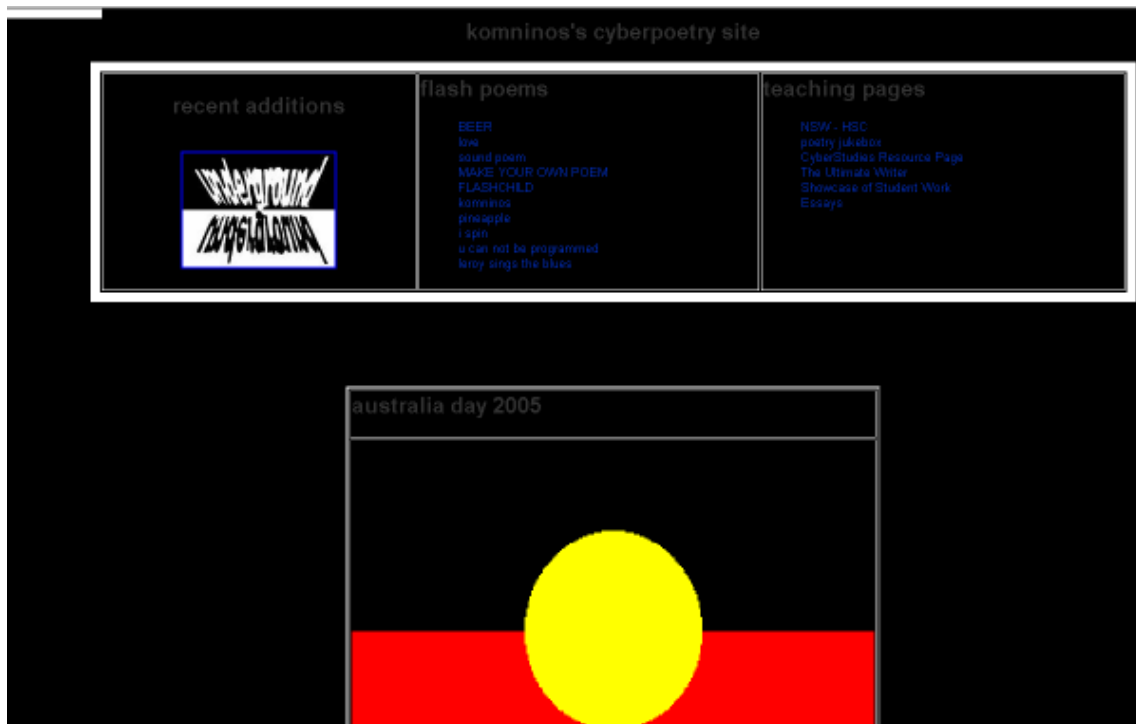 komninos's cyberpoetry site
recent additions
underground
underground
flash poems
BEER
love
sound poem
MAKE YOUR OWN POEM
FLASHCHILD
komninos
pineapple
i spin
u can not be programmed
leroy sings the blues
teaching pages
NSW - HSC
poetry jukebox
CyberStudies Resource Page
The Ultimate Writer
Showcase of Student Work
Essays
australia day 2005